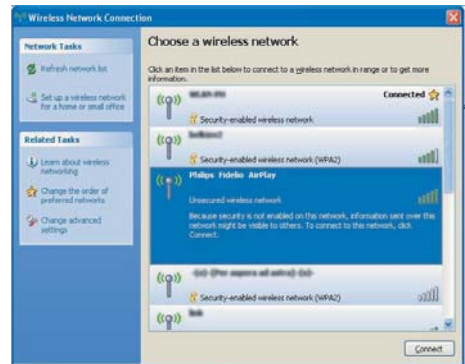 Wireless Network Connection
Network Tasks
Refresh network list
Set up a wireless network
for a home or small office
Related Tasks
Learn about wireless
networking
Change the order of
preferred networks
Change advanced
settings
Choose a wireless network
Click an item in the list below to connect to a wireless network in range or to get more
information.
Connected
Security-enabled wireless network
Security-enabled wireless network (WPA2)
Philips Fidelio AirPlay
Unsecured wireless network
Because security is not enabled on this network, information sent over this
network might be visible to others. To connect to this network, click
Connect.
(Per aspera ad astra)
Security-enabled wireless network (WPA2)
Connect